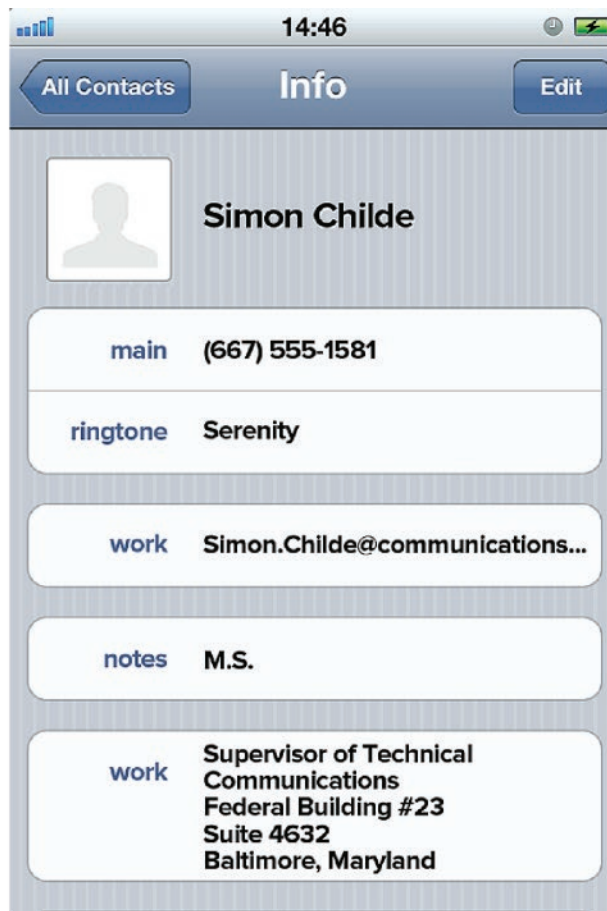 14:46
All Contacts Info Edit
Simon Childe
main (667) 555-1581
ringtone Serenity
work Simon.Childe@communications...
notes M.S.
work Supervisor of Technical
Communications
Federal Building #23
Suite 4632
Baltimore, Maryland